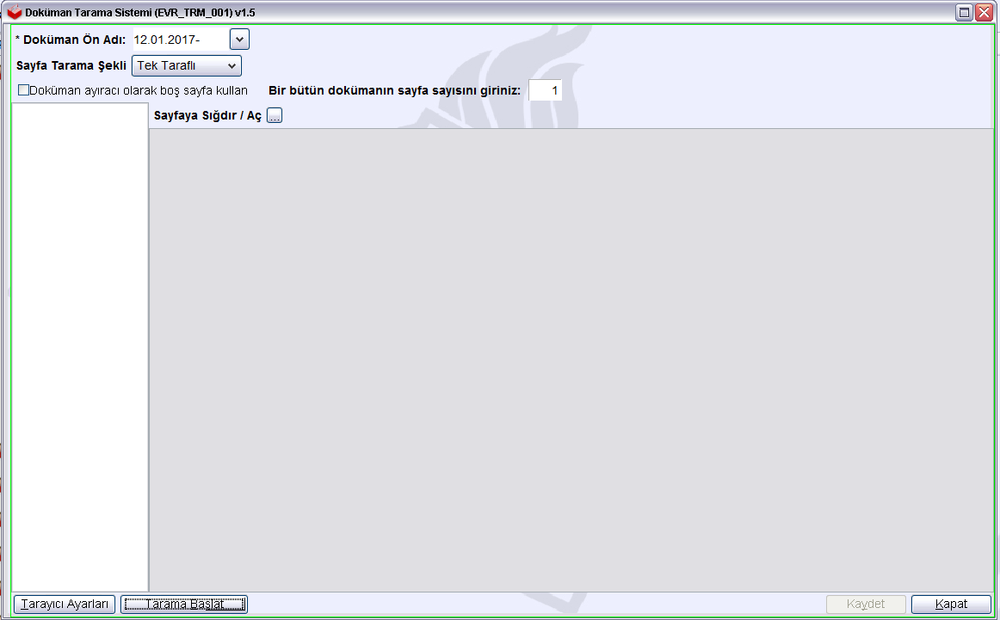 Doküman Tarama Sistemi (EVR_TRM_001) v1.5
* Doküman Ön Adı: 12.01.2017-
Sayfa Tarama Şekli Tek Taraflı
Doküman ayıracı olarak boş sayfa kullan Bir bütün dokümanın sayfa sayısını giriniz: 1
Sayfaya Sığdır / Aç ...
Tarayıcı Ayarları Tarama Başlat Kaydet Kapat